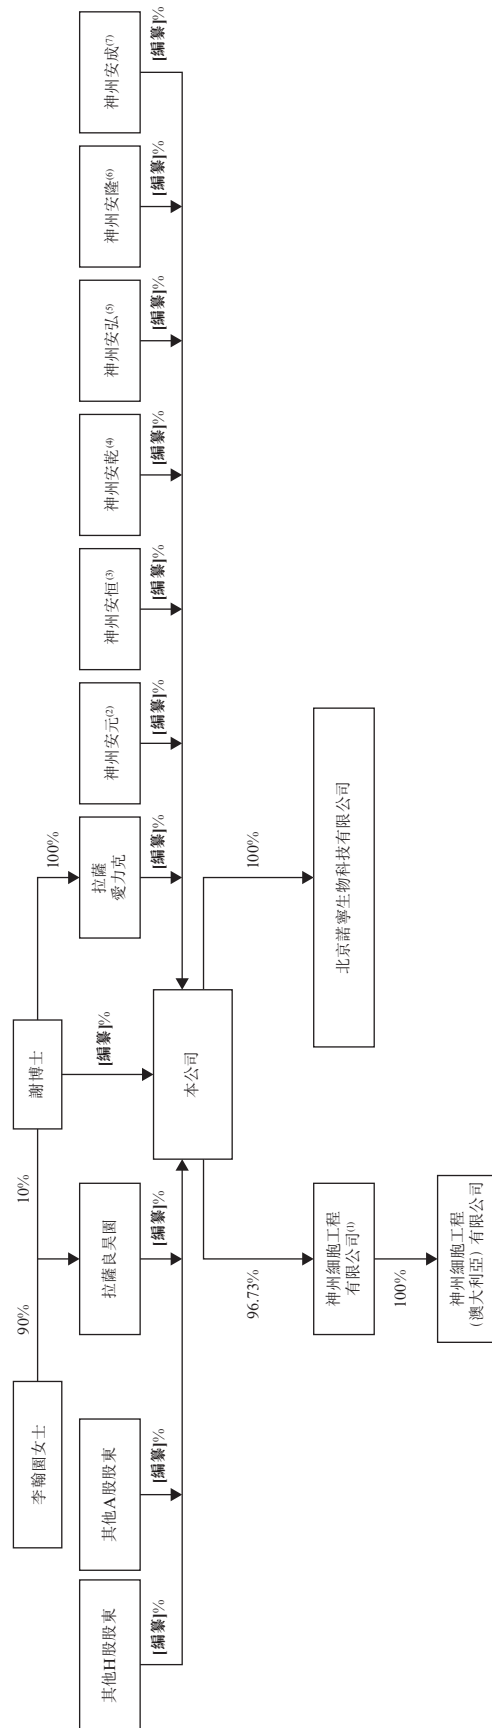 李翰園女士
90%
10%
謝博士
100%
其他H股股東
其他A股股東
拉薩良昊園
拉薩
愛力克
神州安元(2)
神州安恒(3)
神州安乾(4)
神州安弘(5)
神州安隆(6)
神州安成(7)
[編纂]%
[編纂]%
[編纂]%
[編纂]%
[編纂]%
[編纂]%
[編纂]%
[編纂]%
[編纂]%
[編纂]%
[編纂]%
本公司
96.73%
100%
神州細胞工程
有限公司(1)
北京諾寧生物科技有限公司
100%
神州細胞工程
(澳大利亞)有限公司